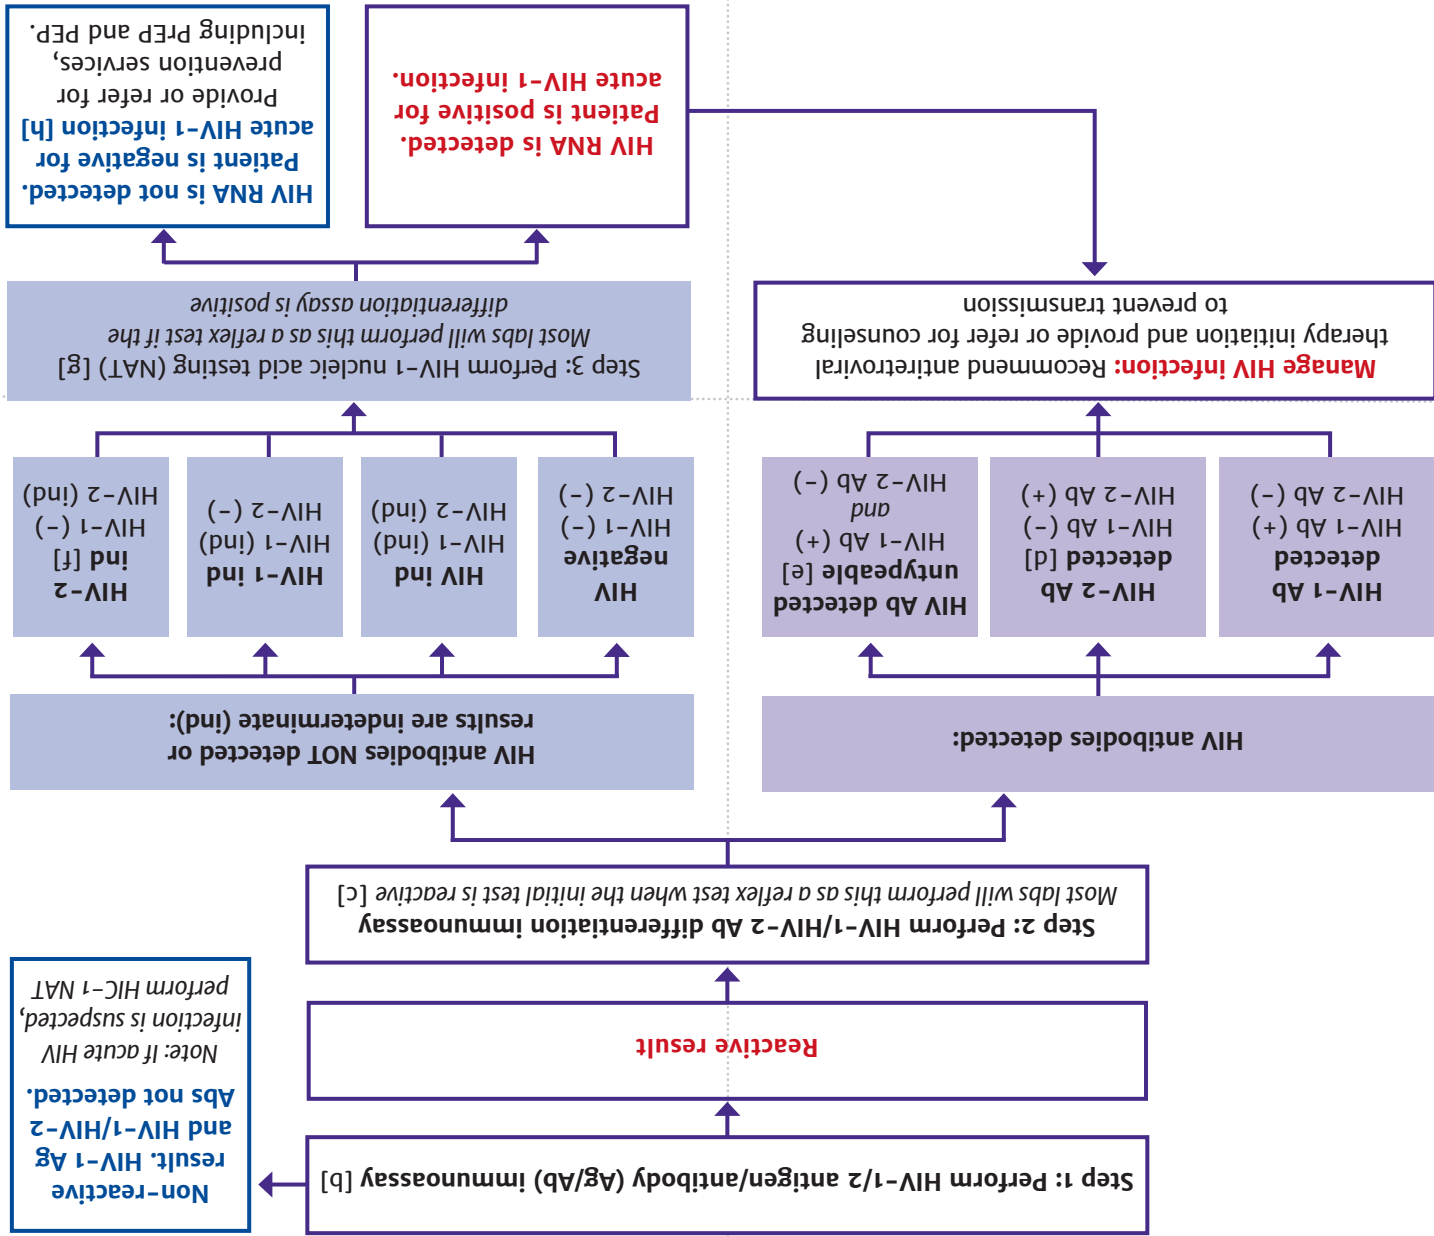 Step 1: Perform HIV-1/2 antigen/antibody (Ag/Ab) immunoassay [b]
Non-reactive
result. HIV-1 Ag
and HIV-1/HIV-2
Abs not detected.
Note: If acute HIV
infection is suspected,
perform HIC-1 NAT
Reactive result
Step 2: Perform HIV-1/HIV-2 Ab differentiation immunoassay
Most labs will perform this as a reflex test when the initial test is reactive [c]
HIV antibodies detected:
HIV antibodies NOT detected or
results are indeterminate (ind):
HIV-1 Ab
detected
HIV-1 Ab (+)
HIV-2 Ab (-)
HIV-2 Ab
detected [d]
HIV-1 Ab (-)
HIV-2 Ab (+)
HIV Ab detected
untypeable [e]
HIV-1 Ab (+)
and
HIV-2 Ab (-)
HIV
negative
HIV-1 (-)
HIV-2 (-)
HIV ind
HIV-1 (ind)
HIV-2 (ind)
HIV-1 ind
HIV-1 (ind)
HIV-2 (-)
HIV-2
ind [f]
HIV-1 (-)
HIV-2 (ind)
Manage HIV infection: Recommend antiretroviral
therapy initiation and provide or refer for counseling
to prevent transmission
Step 3: Perform HIV-1 nucleic acid testing (NAT) [g]
Most labs will perform this as a reflex test if the
differentiation assay is positive
HIV RNA is detected.
Patient is positive for
acute HIV-1 infection.
HIV RNA is not detected.
Patient is negative for
acute HIV-1 infection [h]
Provide or refer for
prevention services,
including PrEP and PEP.